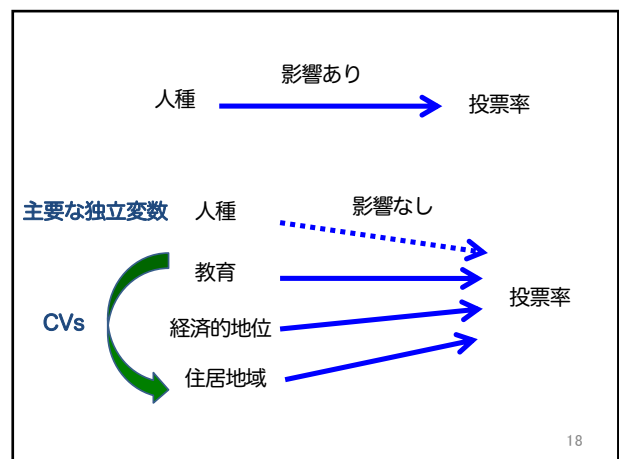 影響あり
人種
投票率
主要な独立変数
人種
影響なし
教育
投票率
CVs
経済的地位
住居地域
18